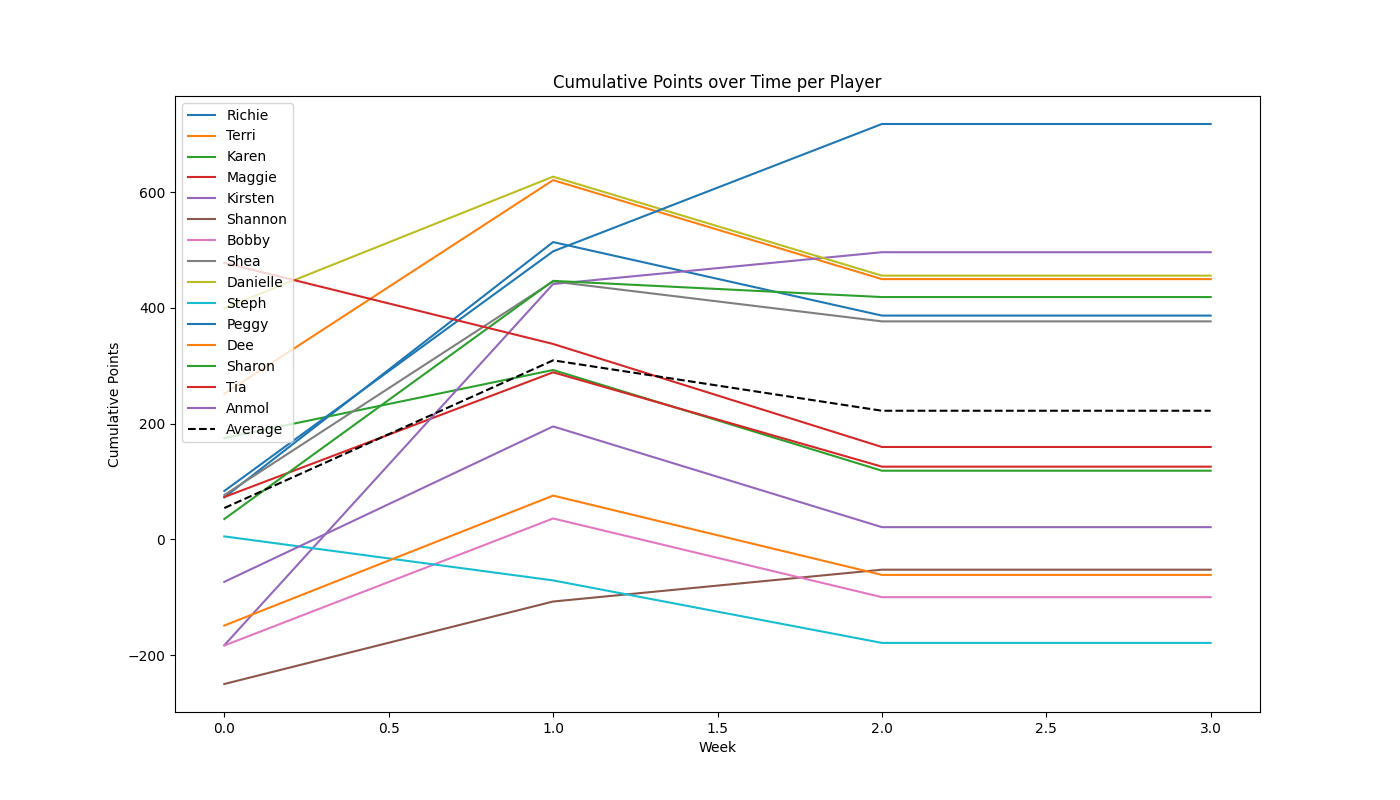 Cumulative Points over Time per Player
Richie
Terri
Karen
Maggie
Kirsten
Shannon
Bobby
Shea
Danielle
Steph
Peggy
Dee
Sharon
Tia
Anmol
Average
Cumulative Points
600
400
200
0
−200
0.0 0.5 1.0 1.5 2.0 2.5 3.0
Week